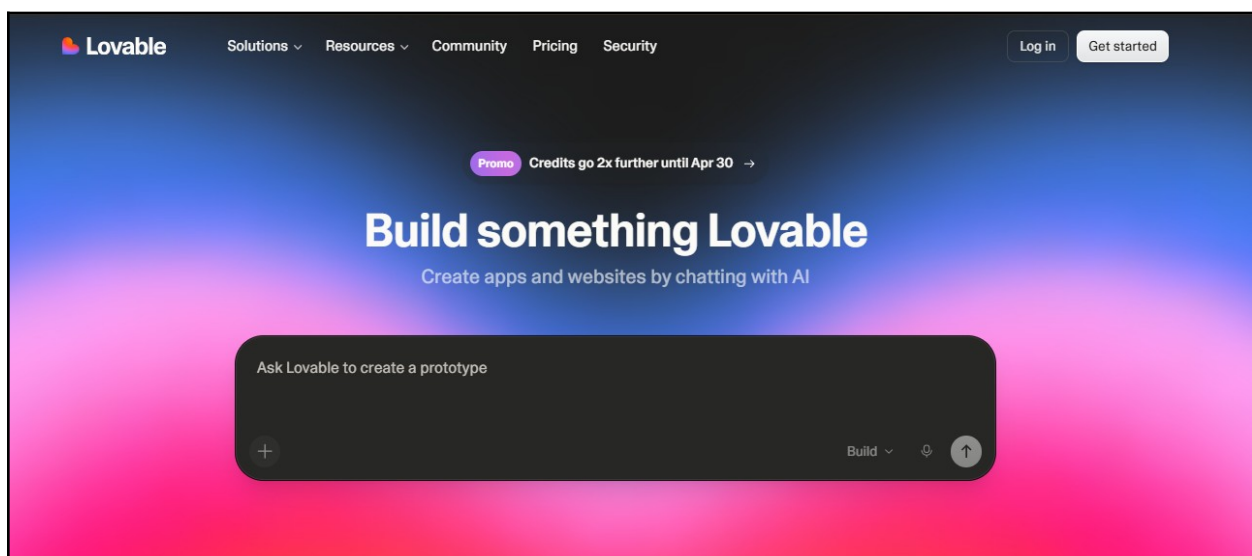 Lovable Solutions Resources Community Pricing Security Log in Get started
Promo Credits go 2x further until Apr 30 →
Build something Lovable
Create apps and websites by chatting with AI
Ask Lovable to create a prototype
Build